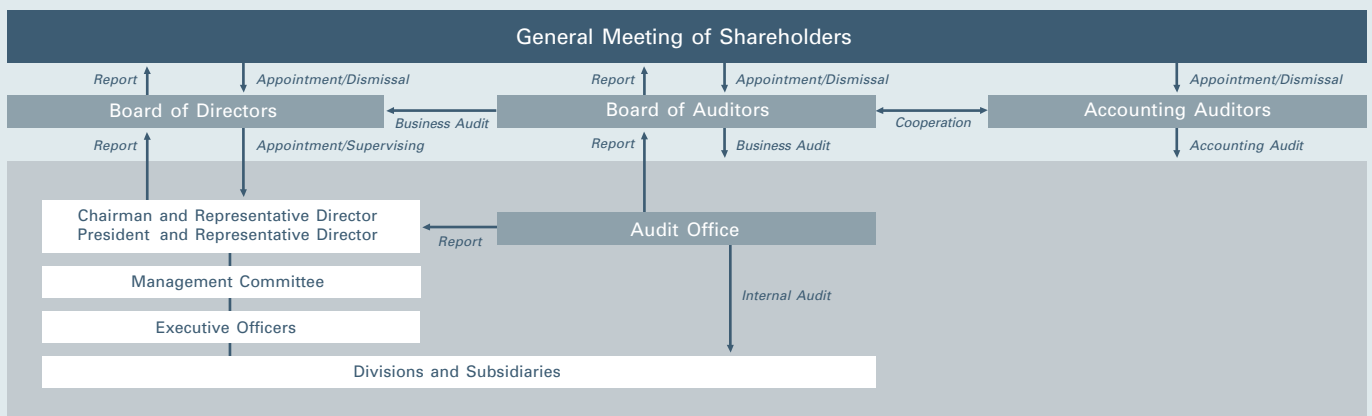 General Meeting of Shareholders
Report
Appointment/Dismissal
Report
Appointment/Dismissal
Appointment/Dismissal
Board of Directors
Business Audit
Board of Auditors
Cooperation
Accounting Auditors
Report
Appointment/Supervising
Report
Business Audit
Accounting Audit
Chairman and Representative Director
President and Representative Director
Report
Audit Office
Management Committee
Internal Audit
Executive Officers
Divisions and Subsidiaries